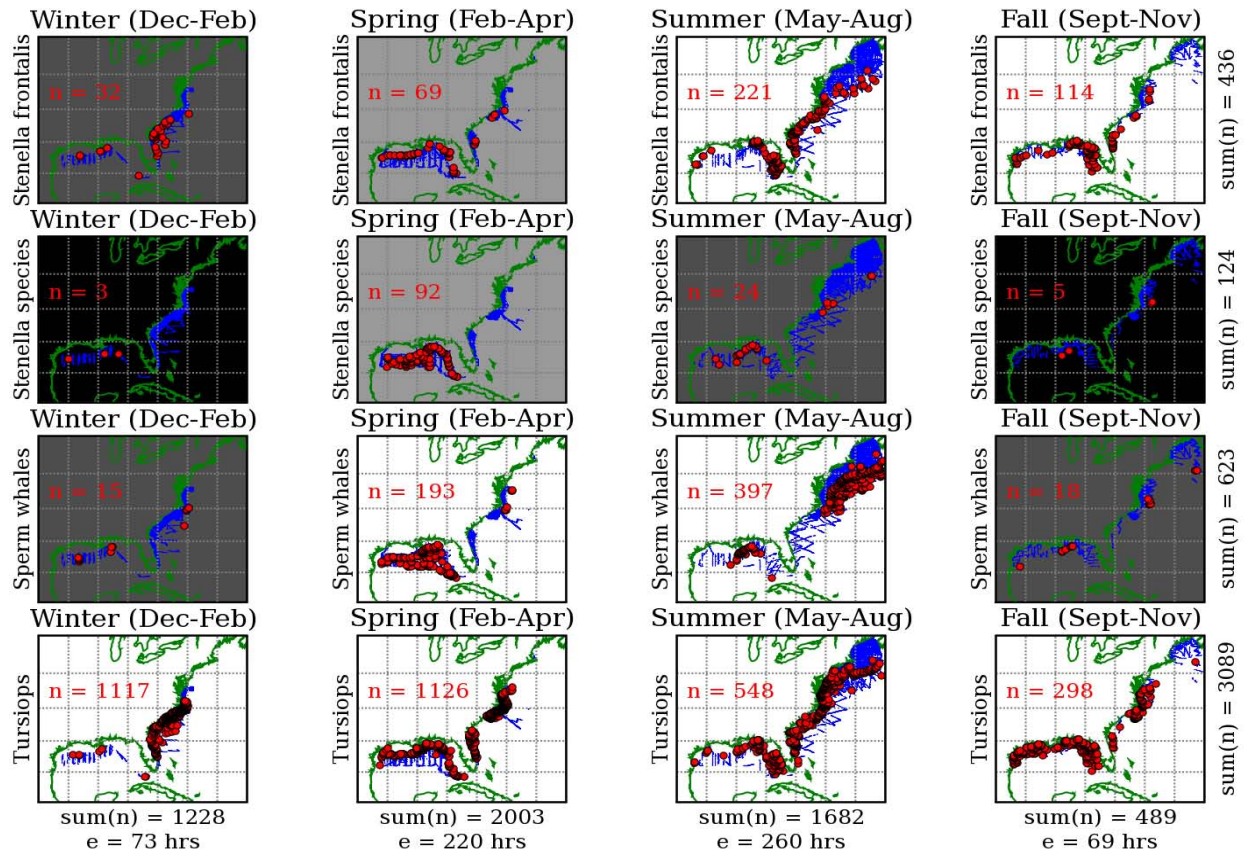 Winter (Dec-Feb)
Spring (Feb-Apr)
Summer (May-Aug)
Fall (Sept-Nov)
Stenella frontalis
n = 32
Stenella frontalis
n = 69
Stenella frontalis
n = 221
Stenella frontalis
n = 114
sum(n) = 436
Winter (Dec-Feb)
Spring (Feb-Apr)
Summer (May-Aug)
Fall (Sept-Nov)
Stenella species
n = 3
Stenella species
n = 92
Stenella species
n = 24
Stenella species
n = 5
sum(n) = 124
Winter (Dec-Feb)
Spring (Feb-Apr)
Summer (May-Aug)
Fall (Sept-Nov)
Sperm whales
n = 15
Sperm whales
n = 193
Sperm whales
n = 397
Sperm whales
n = 18
sum(n) = 623
Winter (Dec-Feb)
Spring (Feb-Apr)
Summer (May-Aug)
Fall (Sept-Nov)
Tursiops
n = 1117
Tursiops
n = 1126
Tursiops
n = 548
Tursiops
n = 298
sum(n) = 3089
sum(n) = 1228
e = 73 hrs
sum(n) = 2003
e = 220 hrs
sum(n) = 1682
e = 260 hrs
sum(n) = 489
e = 69 hrs